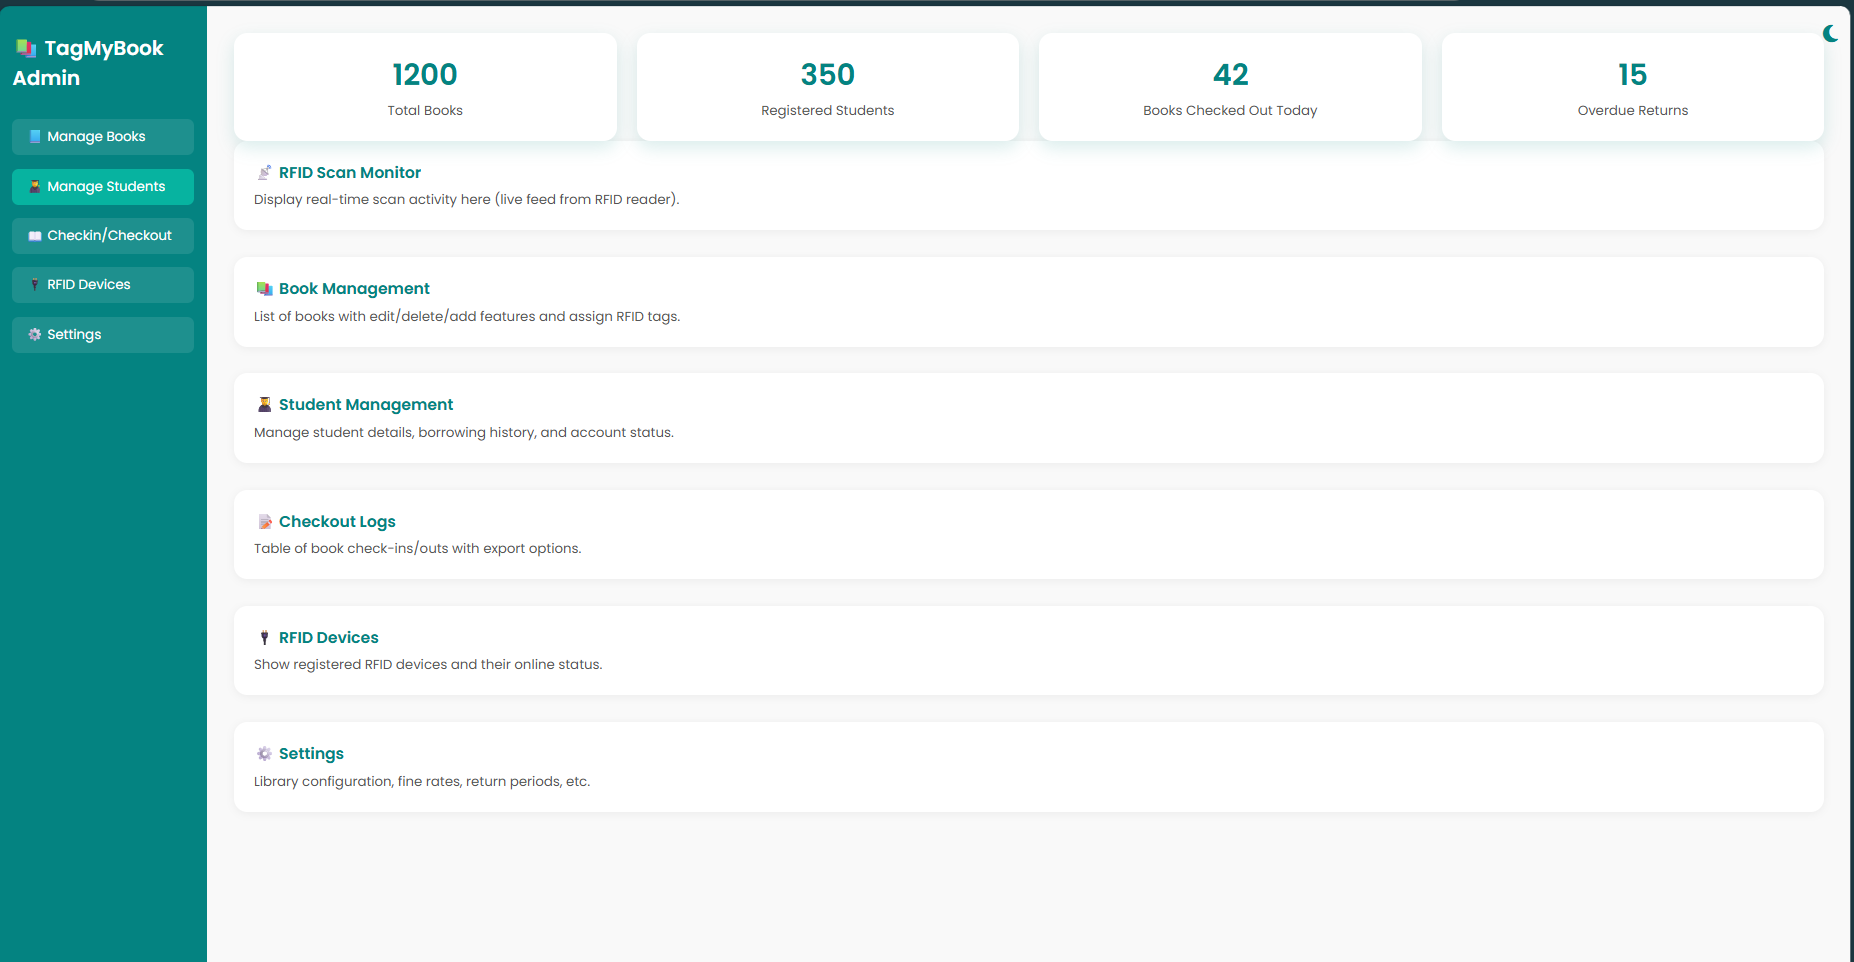 TagMyBook
Admin
Manage Books
Manage Students
Checkin/Checkout
RFID Devices
Settings
1200
Total Books
350
Registered Students
42
Books Checked Out Today
15
Overdue Returns
RFID Scan Monitor
Display real-time scan activity here (live feed from RFID reader).
Book Management
List of books with edit/delete/add features and assign RFID tags.
Student Management
Manage student details, borrowing history, and account status.
Checkout Logs
Table of book check-ins/outs with export options.
RFID Devices
Show registered RFID devices and their online status.
Settings
Library configuration, fine rates, return periods, etc.